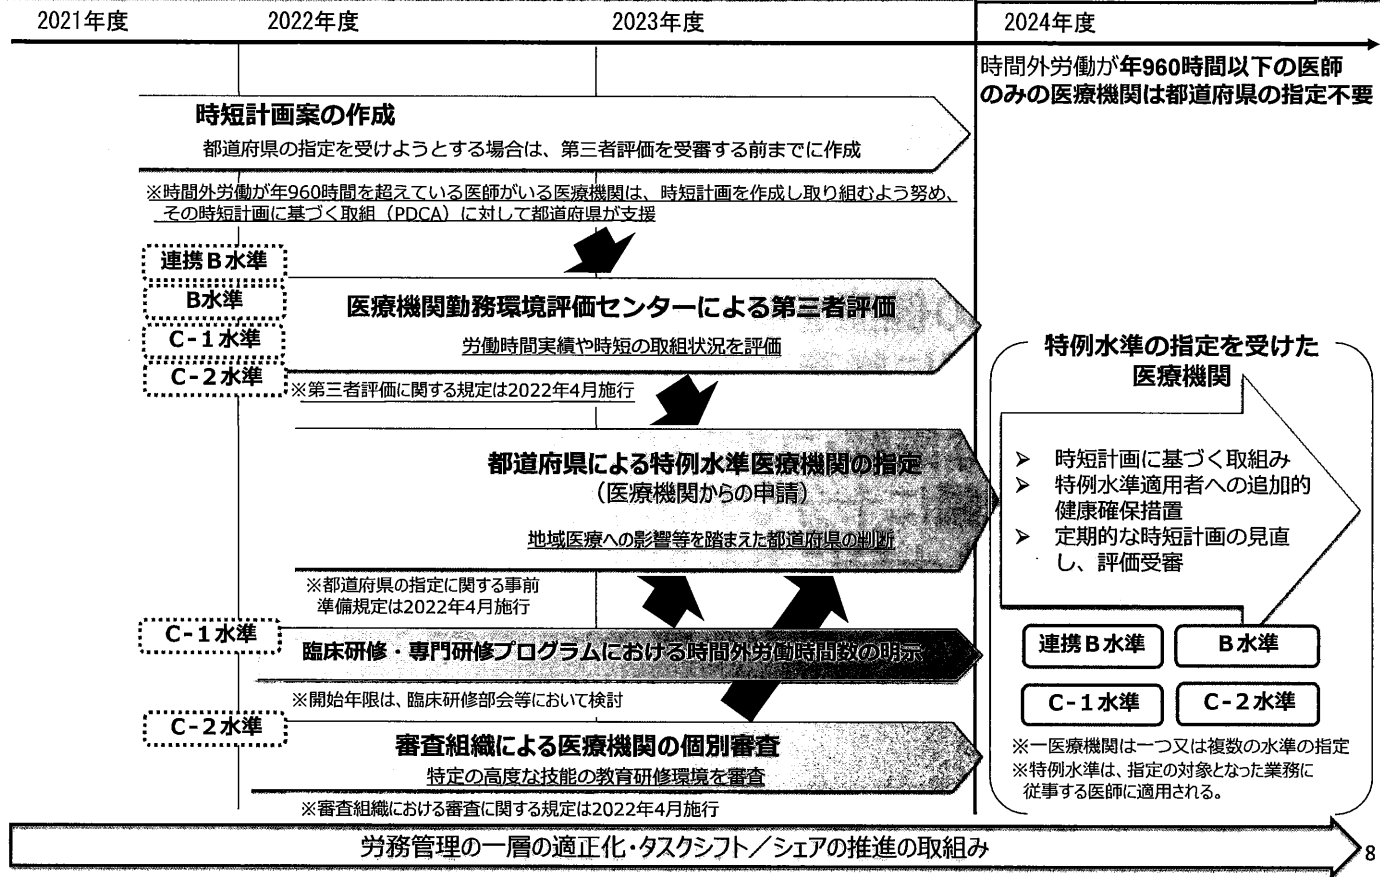 2021年度
2022年度
2023年度
2024年度
時間外労働が年960時間以下の医師
のみの医療機関は都道府県の指定不要
時短計画案の作成
都道府県の指定を受けようとする場合は、第三者評価を受審する前までに作成
※時間外労働が年960時間を超えている医師がいる医療機関は、時短計画を作成し取り組むよう努め、
その時短計画に基づく取組（PDCA）に対して都道府県が支援
連携B水準
B水準
C-1水準
C-2水準
医療機関勤務環境評価センターによる第三者評価
労働時間実績や時短の取組状況を評価
※第三者評価に関する規定は2022年4月施行
都道府県による特例水準医療機関の指定
（医療機関からの申請）
地域医療への影響等を踏まえた都道府県の判断
※都道府県の指定に関する事前
準備規定は2022年4月施行
C-1水準
臨床研修・専門研修プログラムにおける時間外労働時間数の明示
※開始年限は、臨床研修部会等において検討
C-2水準
審査組織による医療機関の個別審査
特定の高度な技能の教育研修環境を審査
※審査組織における審査に関する規定は2022年4月施行
特例水準の指定を受けた
医療機関
➢ 時短計画に基づく取組み
➢ 特例水準適用者への追加的
健康確保措置
➢ 定期的な時短計画の見直
し、評価受審
連携B水準
B水準
C-1水準
C-2水準
※一医療機関は一つ又は複数の水準の指定
※特例水準は、指定の対象となった業務に
従事する医師に適用される。
労務管理の一層の適正化・タスクシフト／シェアの推進の取組み
8